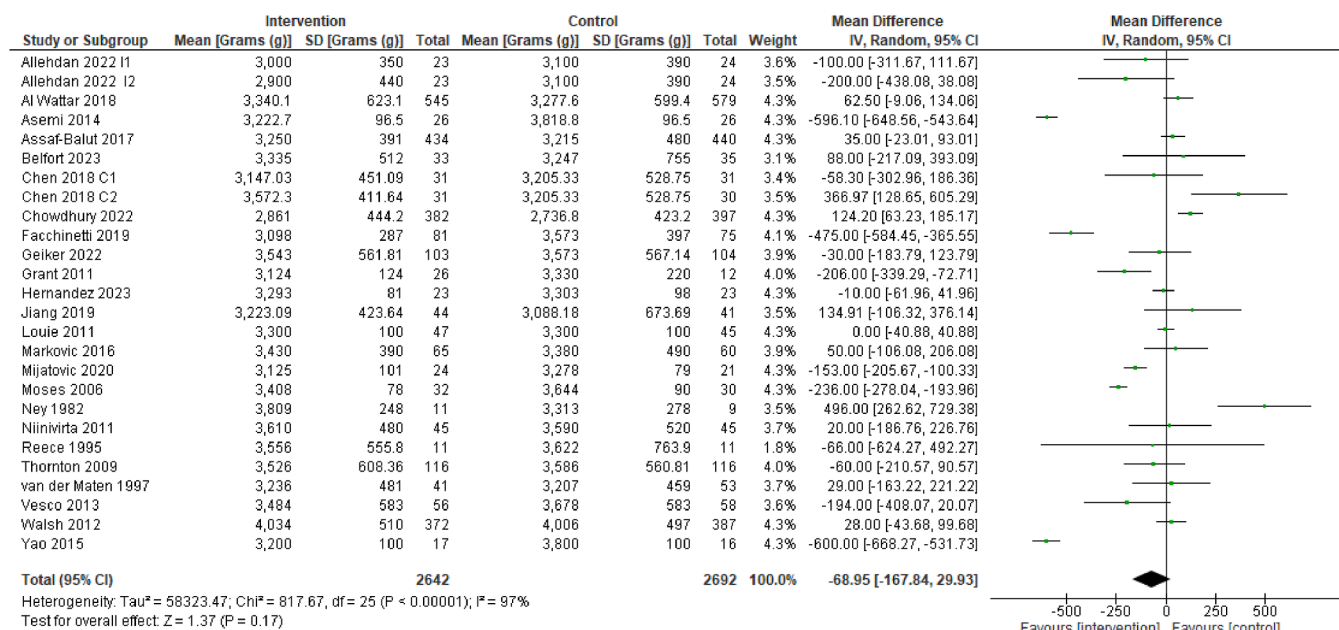 Intervention Control Mean Difference Mean Difference
Study or Subgroup Mean [Grams (g)] SD [Grams (g)] Total Mean [Grams (g)] SD [Grams (g)] Total Weight IV, Random, 95% CI IV, Random, 95% CI
Allehdan 2022 I1 3,000 350 23 3,100 390 24 3.6% -100.00 [-311.67, 111.67]
Allehdan 2022 I2 2,900 440 23 3,100 390 24 3.4% -200.00 [-438.08, 38.08]
Al Wattar 2018 3,340.1 623.1 545 3,277.6 599.4 579 4.3% 62.50 [-9.06, 134.06]
Asemi 2014 3,222.7 96.5 26 3,818.8 96.5 26 4.3% -596.10 [-648.56, -543.64]
Assaf-Balut 2017 3,250 391 434 3,215 480 440 4.3% 35.00 [-23.01, 93.01]
Belfort 2023 3,335 512 33 3,247 755 35 3.1% 88.00 [-217.09, 393.09]
Chen 2018 C1 3,147.03 451.09 31 3,205.33 528.75 31 3.4% -58.30 [-302.96, 186.36]
Chen 2018 C2 3,572.3 411.64 31 3,205.33 528.75 30 3.4% 366.97 [128.65, 605.29]
Chowdhury 2022 2,861 444.2 382 2,736.8 423.2 397 4.3% 124.20 [63.23, 185.17]
Facchinetti 2019 3,098 287 81 3,573 397 75 4.1% -475.00 [-584.45, -365.55]
Geiker 2022 3,543 561.81 103 3,573 567.14 104 3.9% -30.00 [-183.79, 123.79]
Grant 2011 3,124 124 26 3,330 220 12 4.0% -206.00 [-339.29, -72.71]
Hernandez 2023 3,293 81 23 3,303 98 23 4.3% -10.00 [-61.96, 41.96]
Jiang 2019 3,223.09 423.64 44 3,088.18 673.69 41 3.5% 134.91 [-106.32, 376.14]
Louie 2011 3,300 100 47 3,300 100 45 4.3% 0.00 [-40.88, 40.88]
Markovic 2016 3,430 390 65 3,380 490 60 3.9% 50.00 [-106.08, 206.08]
Mijatovic 2020 3,125 101 24 3,278 79 21 4.3% -153.00 [-205.67, -100.33]
Moses 2006 3,408 78 32 3,644 90 30 4.3% -236.00 [-278.04, -193.96]
Ney 1982 3,809 248 11 3,313 278 9 3.5% 496.00 [262.62, 729.38]
Niinivirta 2011 3,610 480 45 3,590 520 45 3.6% 20.00 [-186.76, 226.76]
Reece 1995 3,556 555.8 11 3,622 763.9 11 1.8% -66.00 [-624.27, 492.27]
Thornton 2009 3,526 608.36 116 3,586 560.81 116 4.0% -60.00 [-210.57, 90.57]
van der Maten 1997 3,236 481 41 3,207 459 53 3.7% 29.00 [-163.22, 221.22]
Vesco 2013 3,484 583 56 3,678 583 58 3.6% -194.00 [-408.07, 20.07]
Walsh 2012 4,034 510 372 4,006 497 387 4.3% 28.00 [-43.68, 99.68]
Yao 2015 3,200 100 17 3,800 100 16 4.3% -600.00 [-668.27, -531.73]
Total (95% CI) 2642 2692 100.0% -68.95 [-167.84, 29.93]
Heterogeneity: Tau² = 58323.47; Chi² = 817.67, df = 25 (P < 0.00001); I² = 97%
Test for overall effect: Z = 1.37 (P = 0.17)
-500 -250 0 250 500
Favours [intervention] Favours [control]